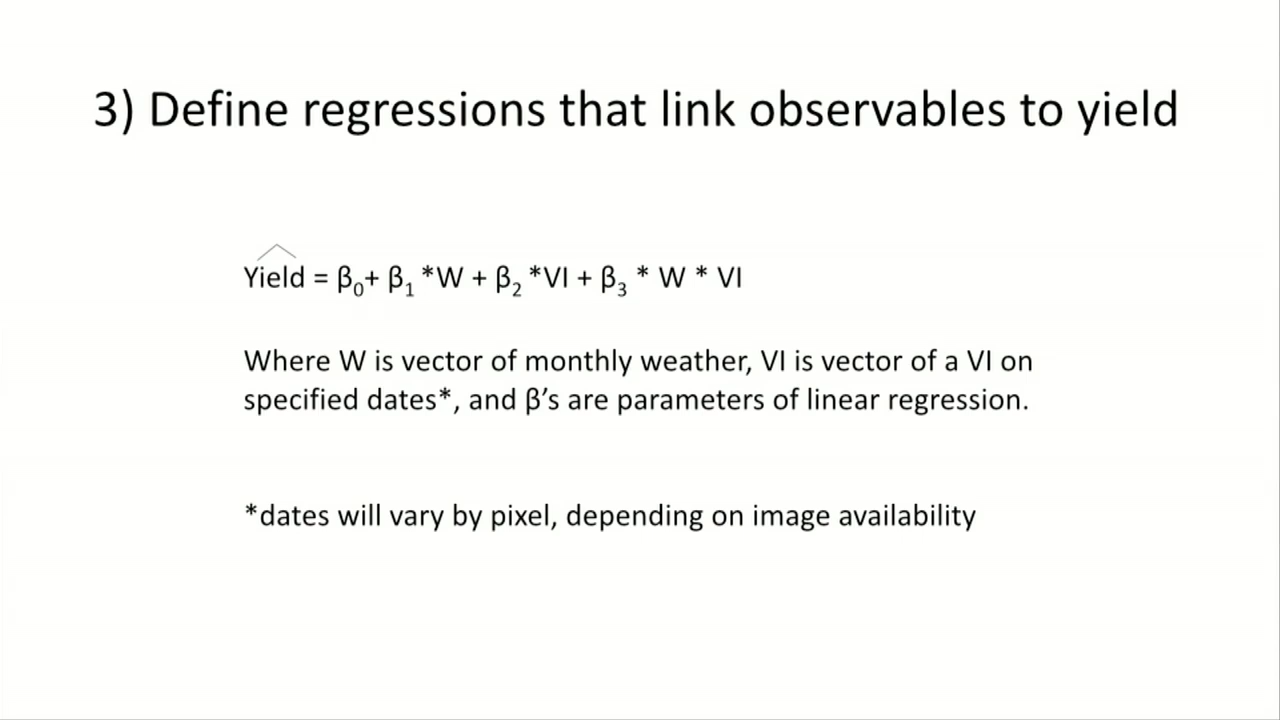 3) Define regressions that link observables to yield
Yield = β₀+ β₁ *W + β₂ *VI + β₃ * W * VI
Where W is vector of monthly weather, VI is vector of a VI on
specified dates*, and β’s are parameters of linear regression.
*dates will vary by pixel, depending on image availability